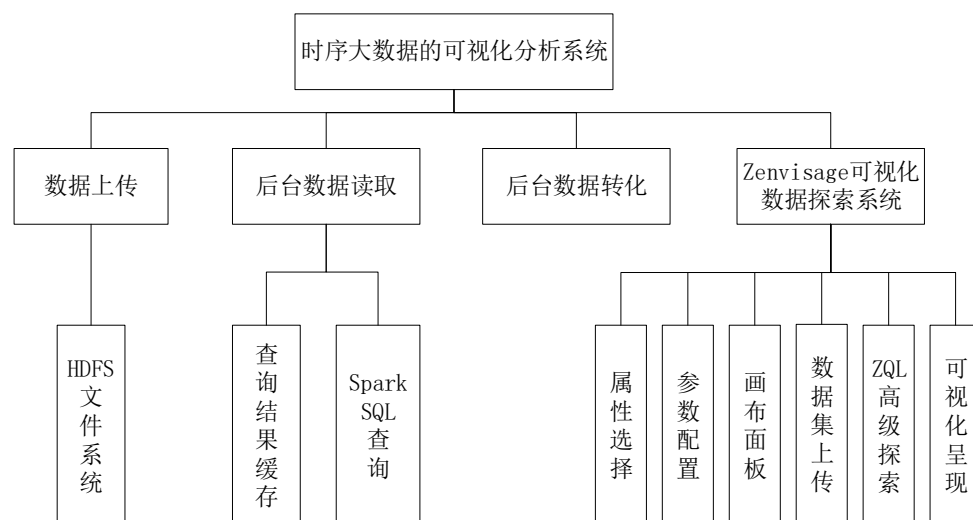 时序大数据的可视化分析系统
数据上传
后台数据读取
后台数据转化
Zenvisage可视化
数据探索系统
HDFS
文件系统
查询结果缓存
Spark
SQL
查询
属性选择
参数配置
画布面板
数据集上传
ZQL
高级探索
可视化呈现